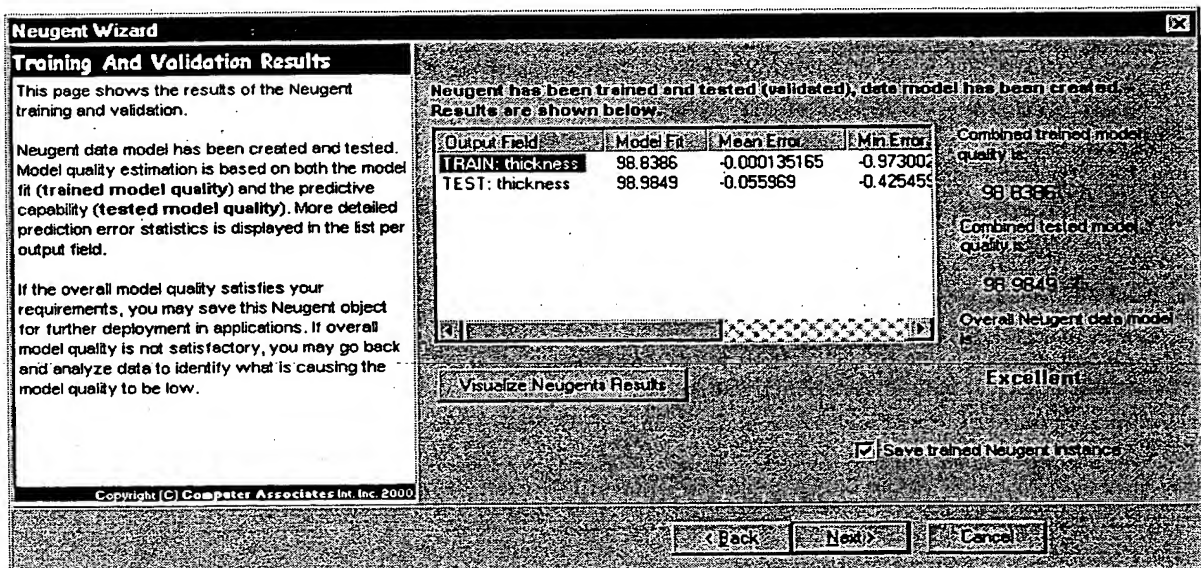 Neugent Wizard
Training And Validation Results
This page shows the results of the Neugent
training and validation.
Neugent data model has been created and tested.
Model quality estimation is based on both the model
fit (trained model quality) and the predictive
capability (tested model quality). More detailed
prediction error statistics is displayed in the list per
output field.
If the overall model quality satisfies your
requirements, you may save this Neugent object
for further deployment in applications. If overall
model quality is not satisfactory, you may go back
and analyze data to identify what is causing the
model quality to be low.
Copyright (C) Computer Associates Int. Inc. 2000
Neugent has been trained and tested (validated), data model has been created.
Results are shown below.
Output Field Model Fit Mean Error Min Error
TRAIN: thickness 98.8386 -0.000135165 -0.973002
TEST: thickness 98.9849 -0.055969 -0.425459
Combined trained model
quality is:
98.8386
Combined tested model
quality is:
98.9849
Overall Neugent data model
is:
Excellent
Visualize Neugents Results
Save trained Neugent instance
< Back Next > Cancel